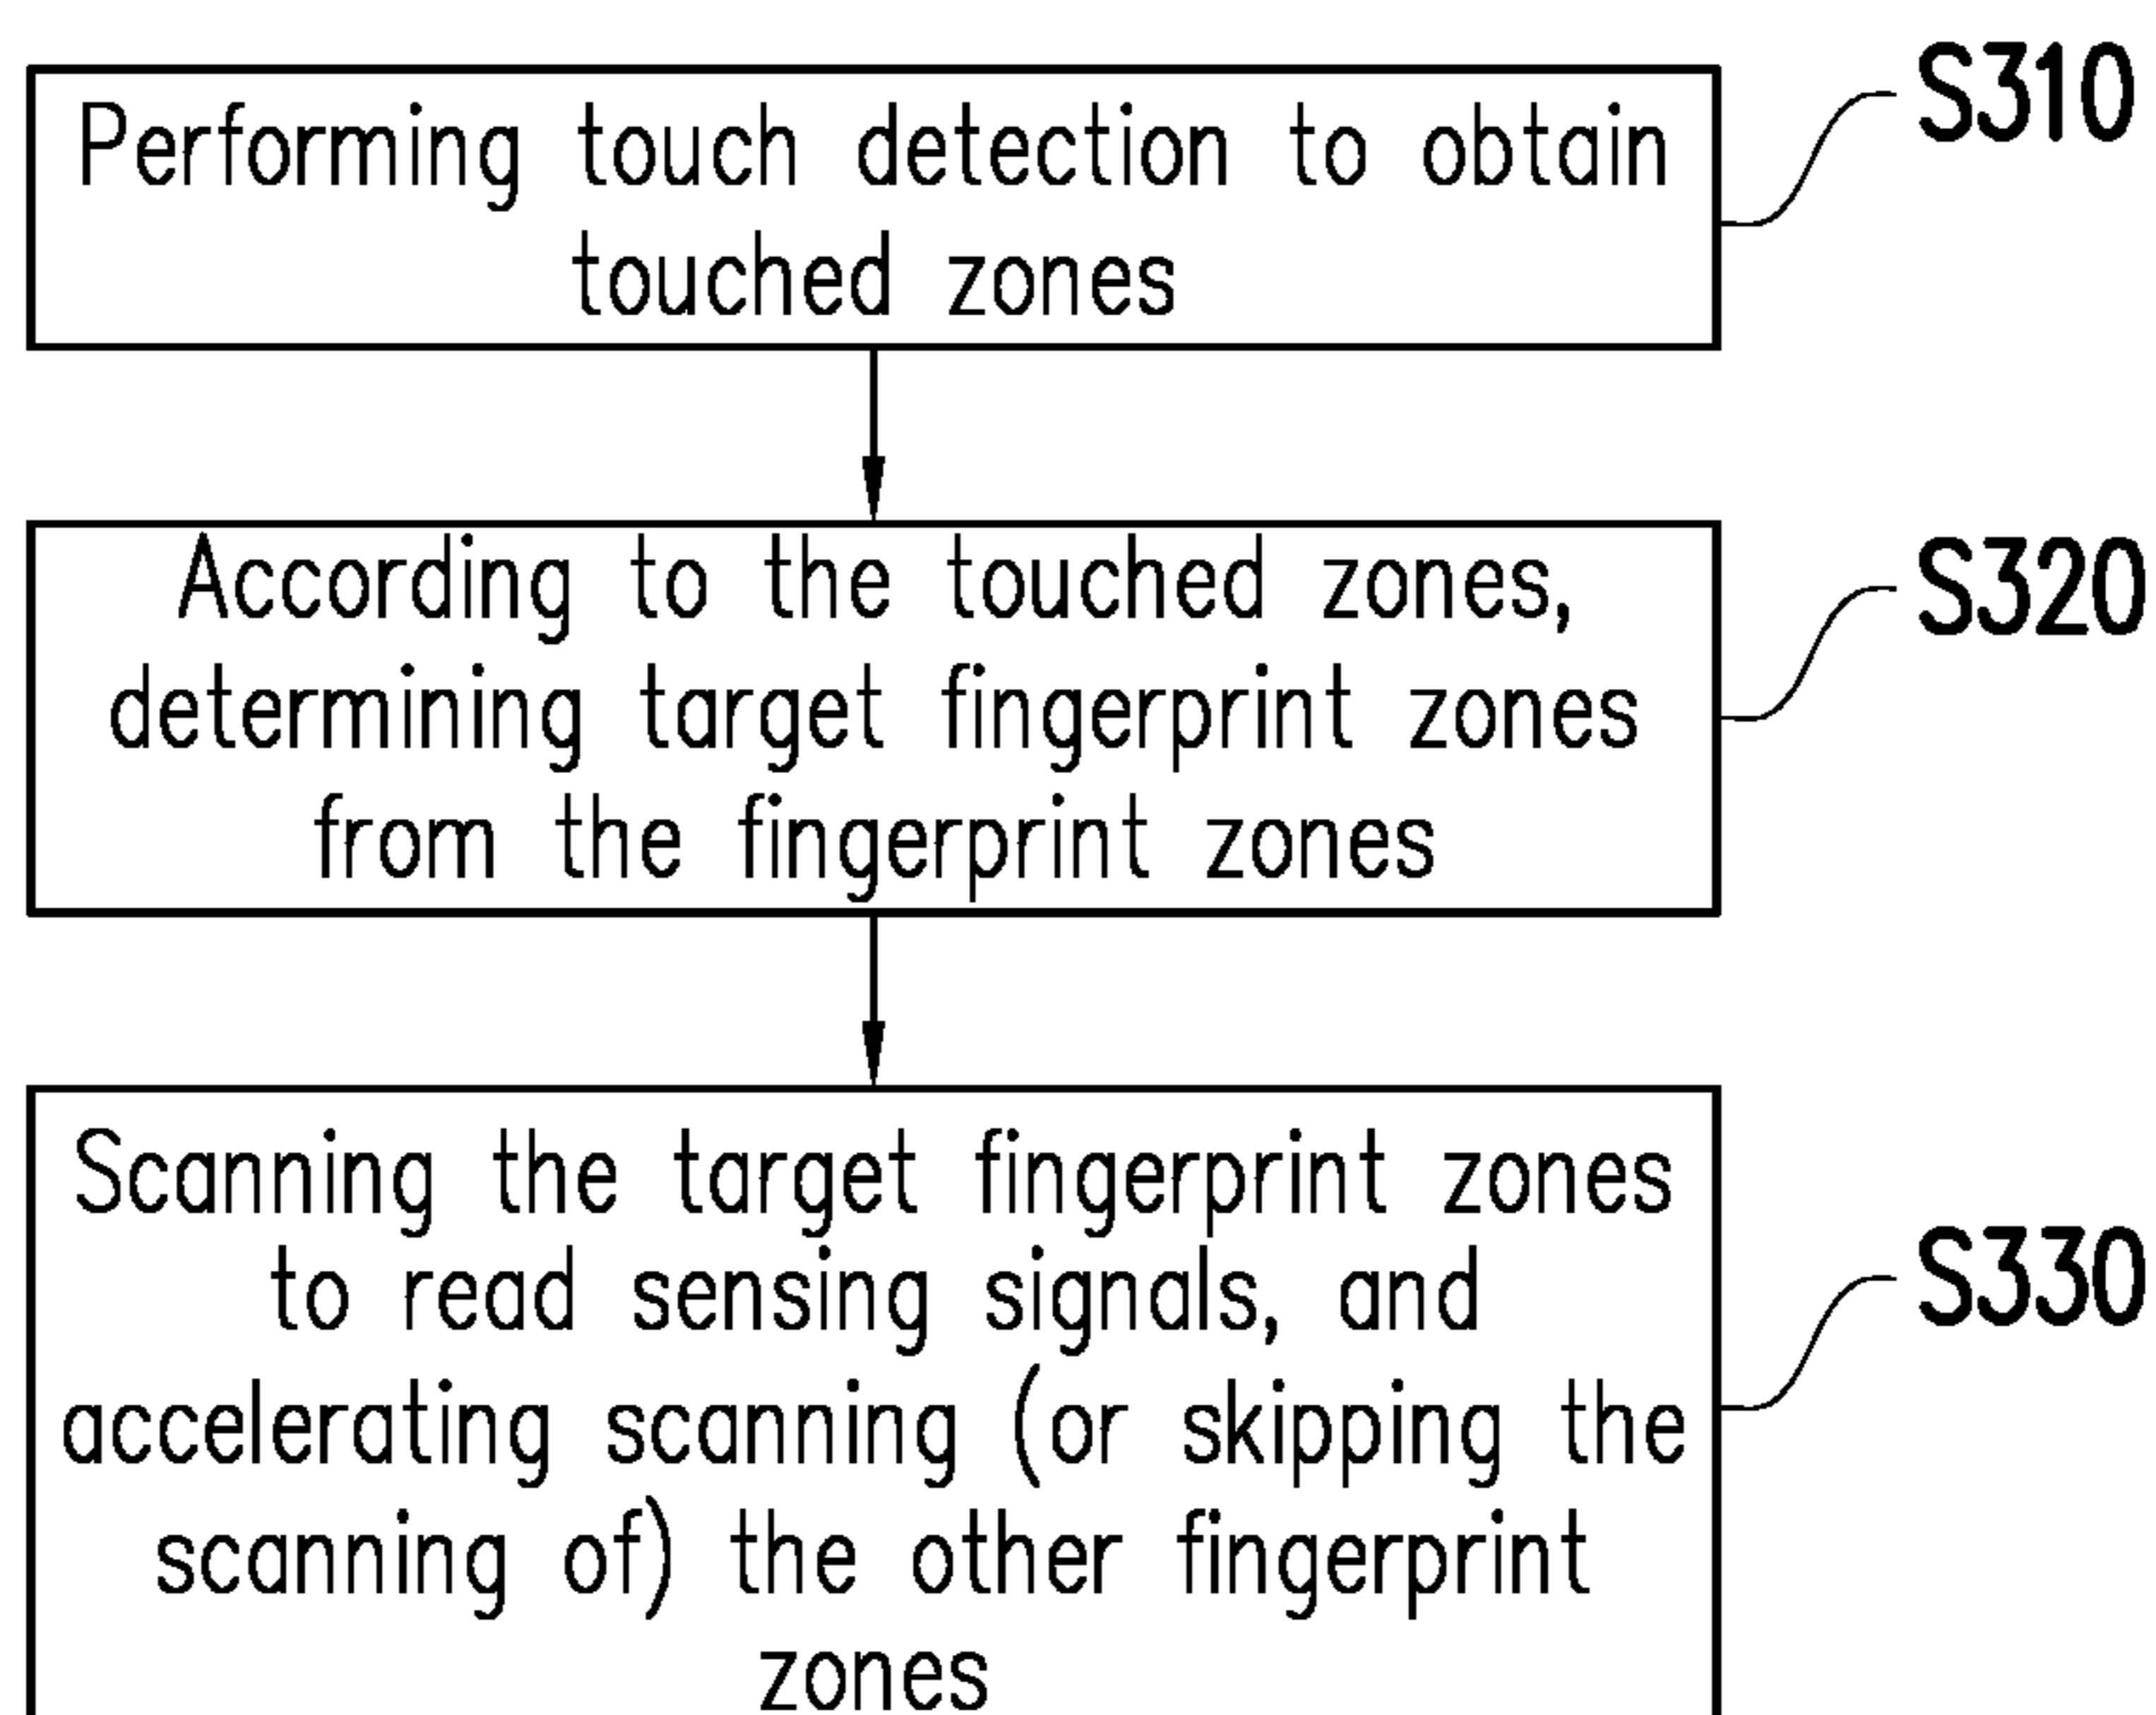 Performing touch detection to obtain
touched zones
S310
According to the touched zones,
determining target fingerprint zones
from the fingerprint zones
S320
Scanning the target fingerprint zones
to read sensing signals, and
accelerating scanning (or skipping the
scanning of) the other fingerprint
zones
S330